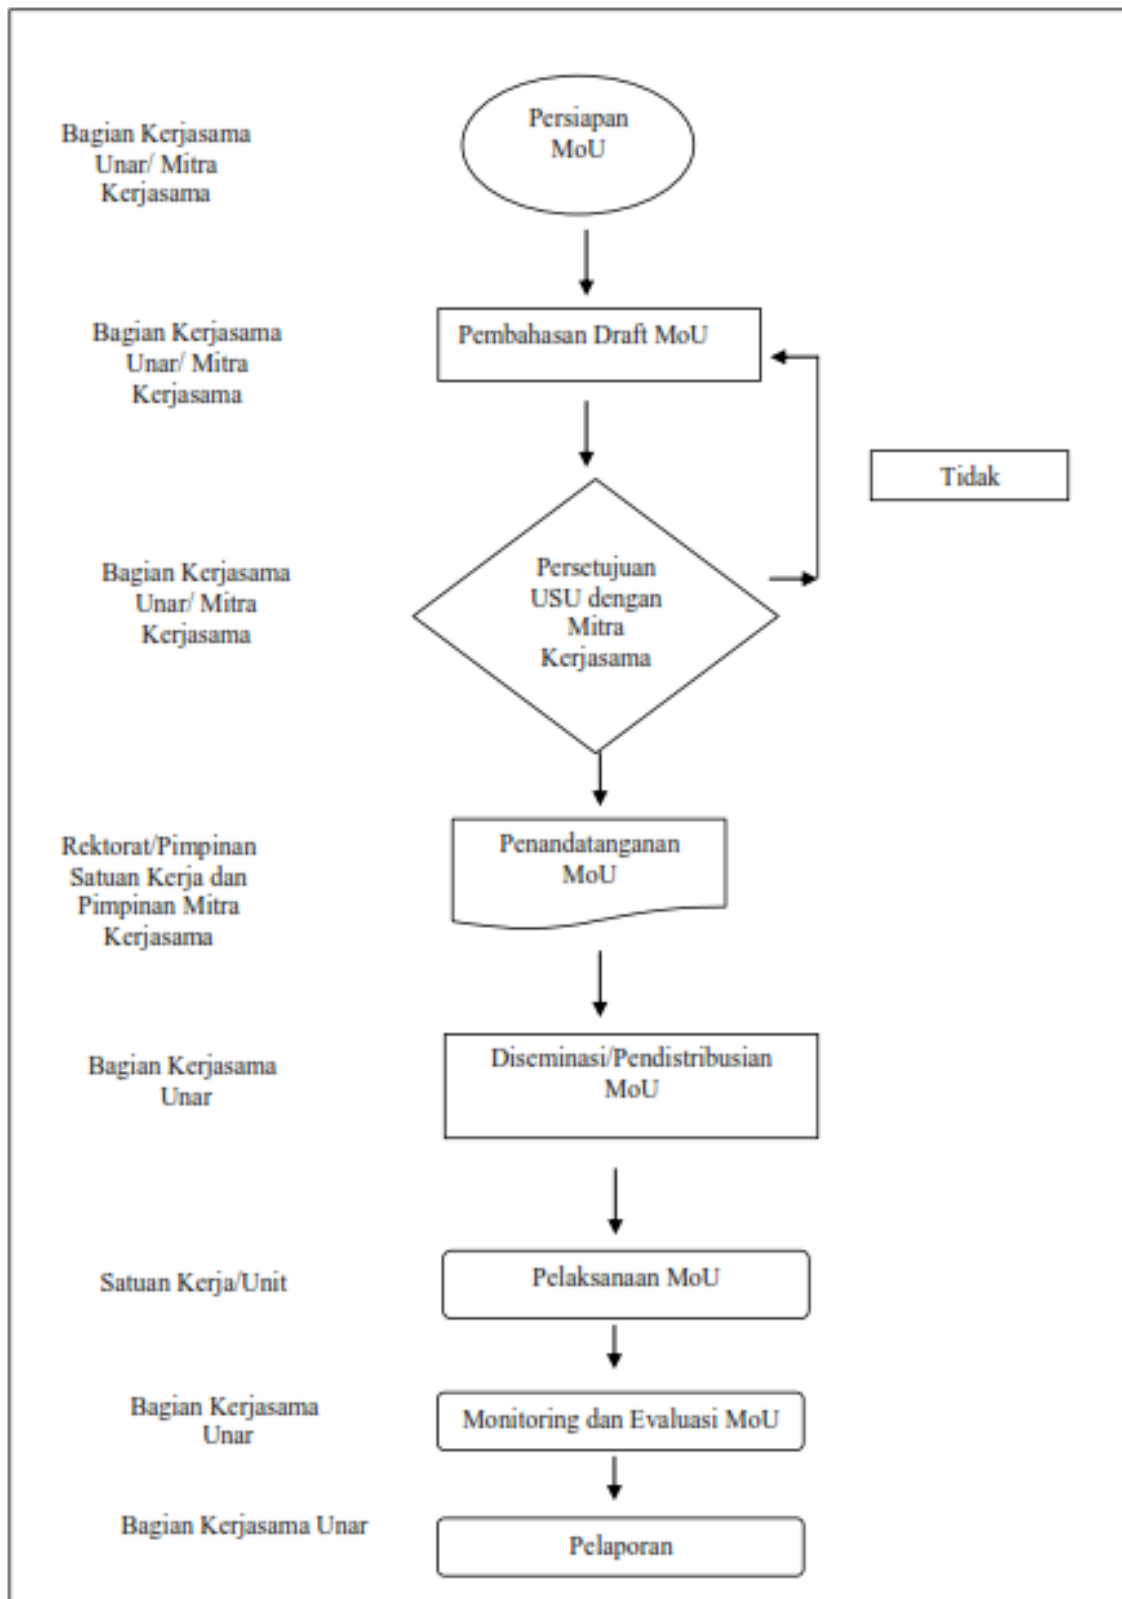 Bagian Kerjasama
Unar/ Mitra
Kerjasama
Persiapan
MoU
Bagian Kerjasama
Unar/ Mitra
Kerjasama
Pembahasan Draft MoU
Tidak
Bagian Kerjasama
Unar/ Mitra
Kerjasama
Persetujuan
USU dengan
Mitra
Kerjasama
Rektorat/Pimpinan
Satuan Kerja dan
Pimpinan Mitra
Kerjasama
Penandatanganan
MoU
Bagian Kerjasama
Unar
Diseminasi/Pendistribusian
MoU
Satuan Kerja/Unit
Pelaksanaan MoU
Bagian Kerjasama
Unar
Monitoring dan Evaluasi MoU
Bagian Kerjasama Unar
Pelaporan